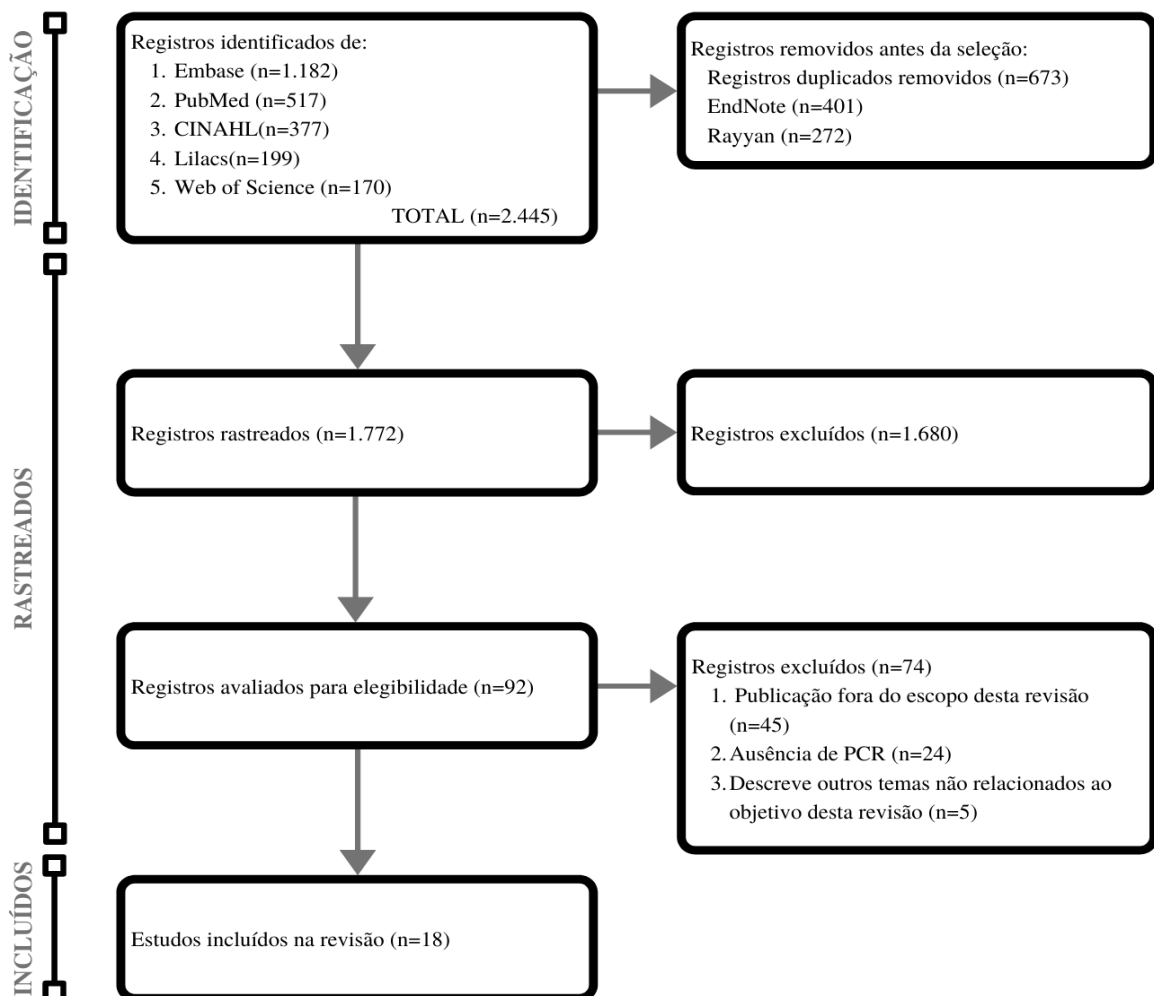 IDENTIFICAÇÃO
Registros identificados de:
1. Embase (n=1.182)
2. PubMed (n=517)
3. CINAHL(n=377)
4. Lilacs(n=199)
5. Web of Science (n=170)
TOTAL (n=2.445)
Registros removidos antes da seleção:
Registros duplicados removidos (n=673)
EndNote (n=401)
Rayyan (n=272)
RASTREADOS
Registros rastreados (n=1.772)
Registros excluídos (n=1.680)
Registros avaliados para elegibilidade (n=92)
Registros excluídos (n=74)
1. Publicação fora do escopo desta revisão
(n=45)
2. Ausência de PCR (n=24)
3. Descreve outros temas não relacionados ao
objetivo desta revisão (n=5)
INCLUÍDOS
Estudos incluídos na revisão (n=18)